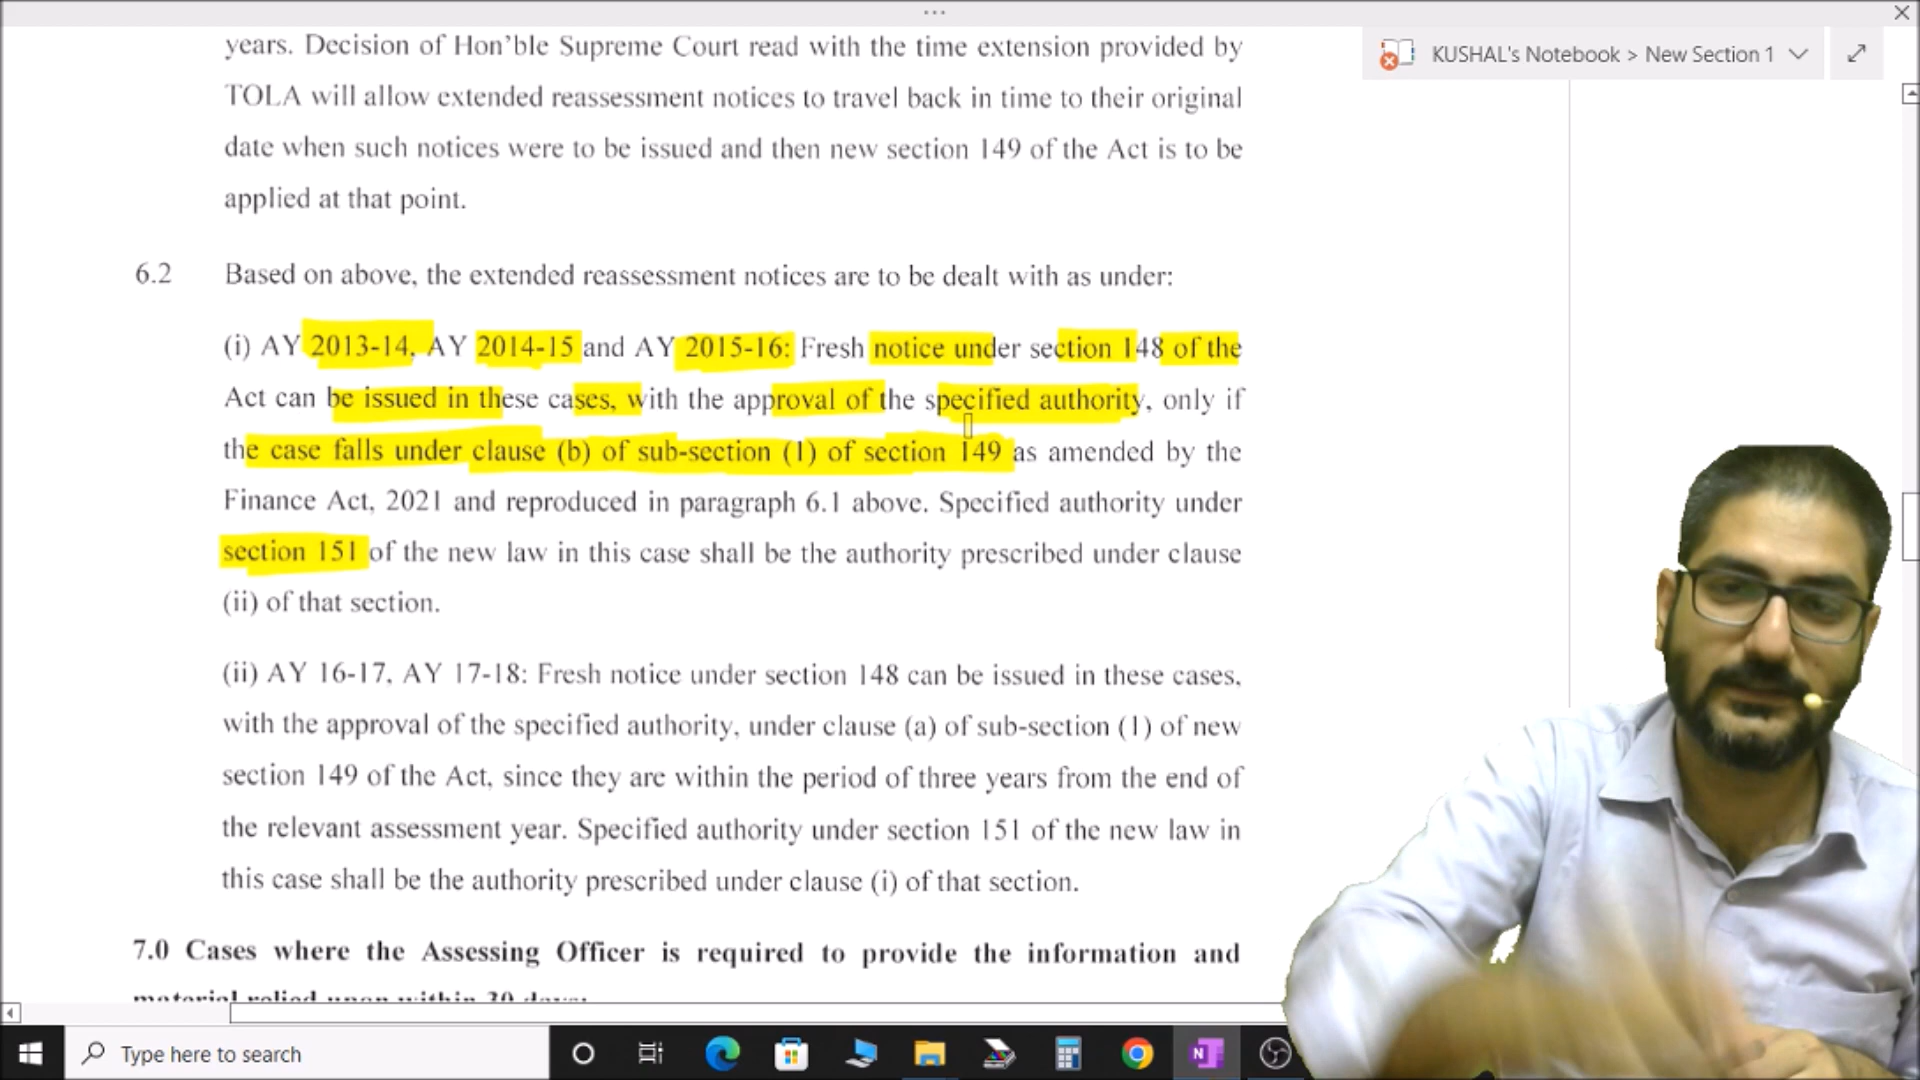 years. Decision of Hon'ble Supreme Court read with the time extension provided by
TOLA will allow extended reassessment notices to travel back in time to their original
date when such notices were to be issued and then new section 149 of the Act is to be
applied at that point.
6.2 Based on above, the extended reassessment notices are to be dealt with as under:
(i) AY 2013-14, AY 2014-15 and AY 2015-16: Fresh notice under section 148 of the
Act can be issued in these cases, with the approval of the specified authority, only if
the case falls under clause (b) of sub-section (1) of section 149 as amended by the
Finance Act, 2021 and reproduced in paragraph 6.1 above. Specified authority under
section 151 of the new law in this case shall be the authority prescribed under clause
(ii) of that section.
(ii) AY 16-17, AY 17-18: Fresh notice under section 148 can be issued in these cases,
with the approval of the specified authority, under clause (a) of sub-section (1) of new
section 149 of the Act, since they are within the period of three years from the end of
the relevant assessment year. Specified authority under section 151 of the new law in
this case shall be the authority prescribed under clause (i) of that section.
7.0 Cases where the Assessing Officer is required to provide the information and
material relied upon within 30 days:
KUSHAL's Notebook > New Section 1
Type here to search
N